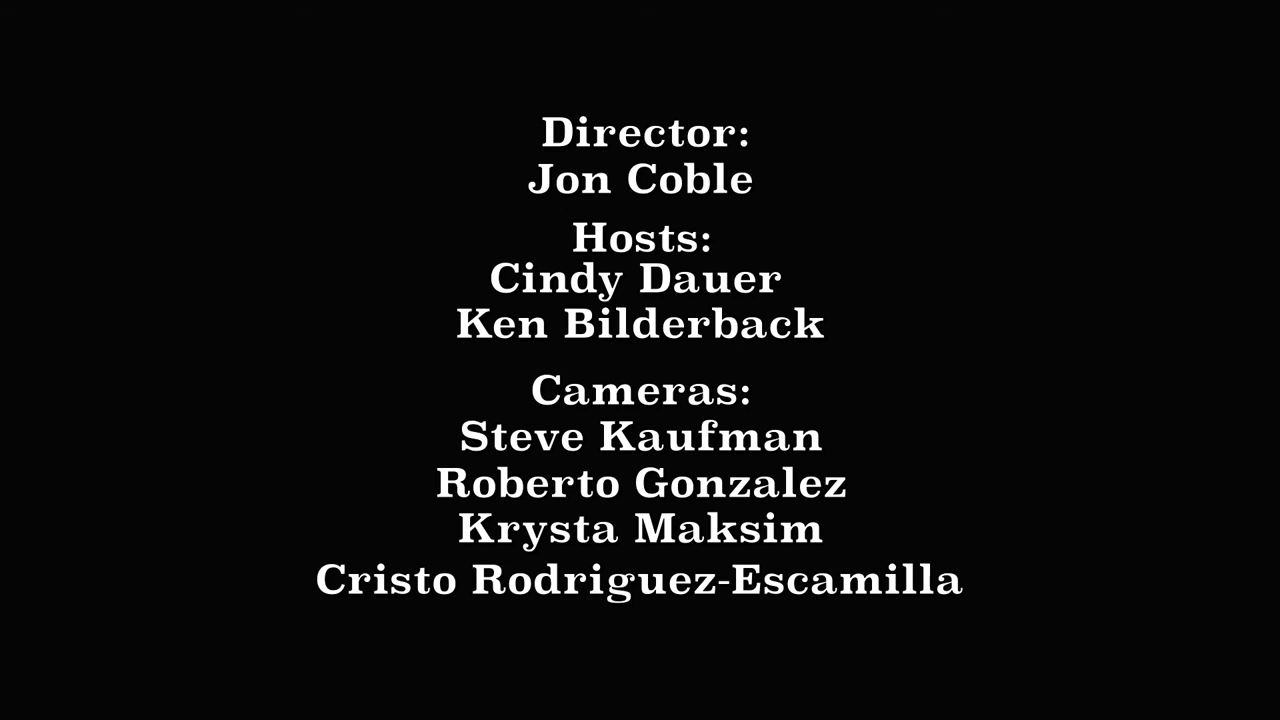 Director:
Jon Coble
Hosts:
Cindy Dauer
Ken Bilderback
Cameras:
Steve Kaufman
Roberto Gonzalez
Krysta Maksim
Cristo Rodriguez-Escamilla